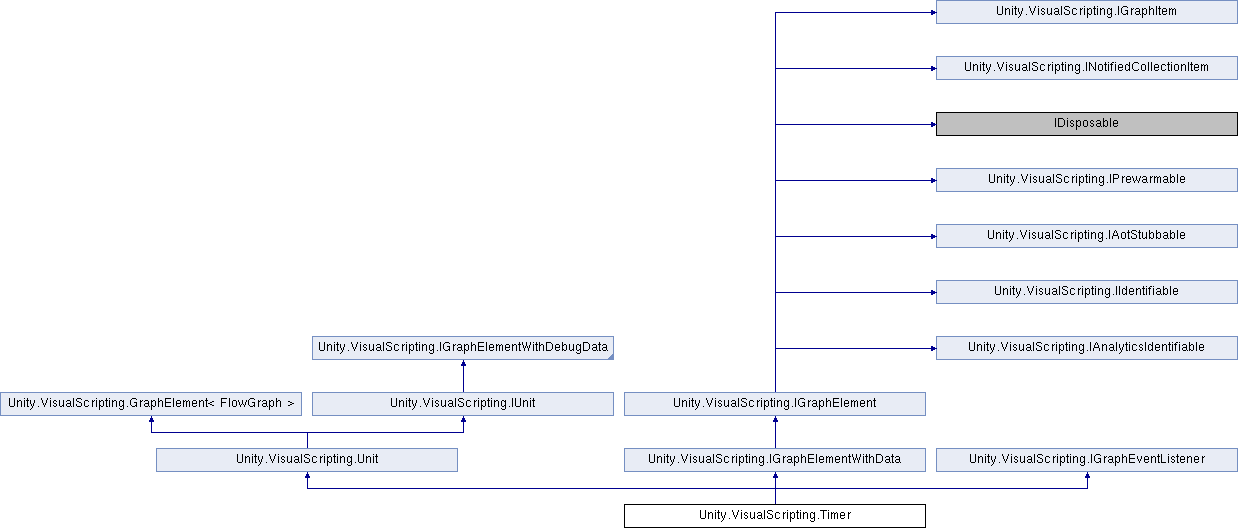 Unity.VisualScripting.IGraphItem
Unity.VisualScripting.INotifiedCollectionItem
IDisposable
Unity.VisualScripting.IPrewarmable
Unity.VisualScripting.IAotStubbable
Unity.VisualScripting.IIdentifiable
Unity.VisualScripting.IGraphElementWithDebugData
Unity.VisualScripting.IAnalyticsIdentifiable
Unity.VisualScripting.GraphElement< FlowGraph >
Unity.VisualScripting.IUnit
Unity.VisualScripting.IGraphElement
Unity.VisualScripting.Unit
Unity.VisualScripting.IGraphElementWithData
Unity.VisualScripting.IGraphEventListener
Unity.VisualScripting.Timer